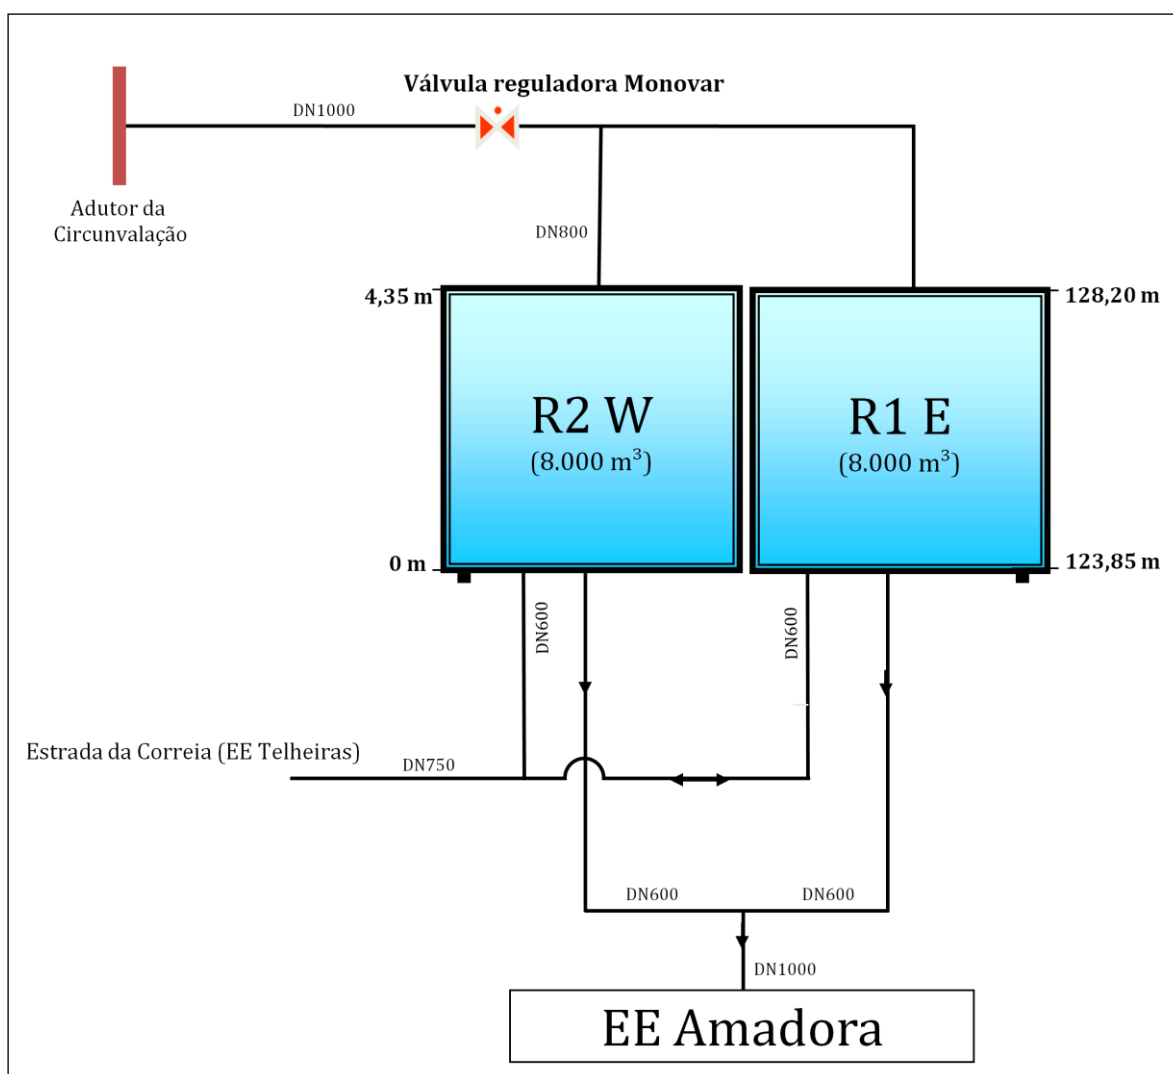 Válvula reguladora Monovar
DN1000
Adutor da
Circunvalação
DN800
4,35 m
128,20 m
R2 W
(8.000 m³)
R1 E
(8.000 m³)
0 m
123,85 m
DN600
DN600
Estrada da Correia (EE Telheiras)
DN750
DN600
DN600
DN1000
EE Amadora